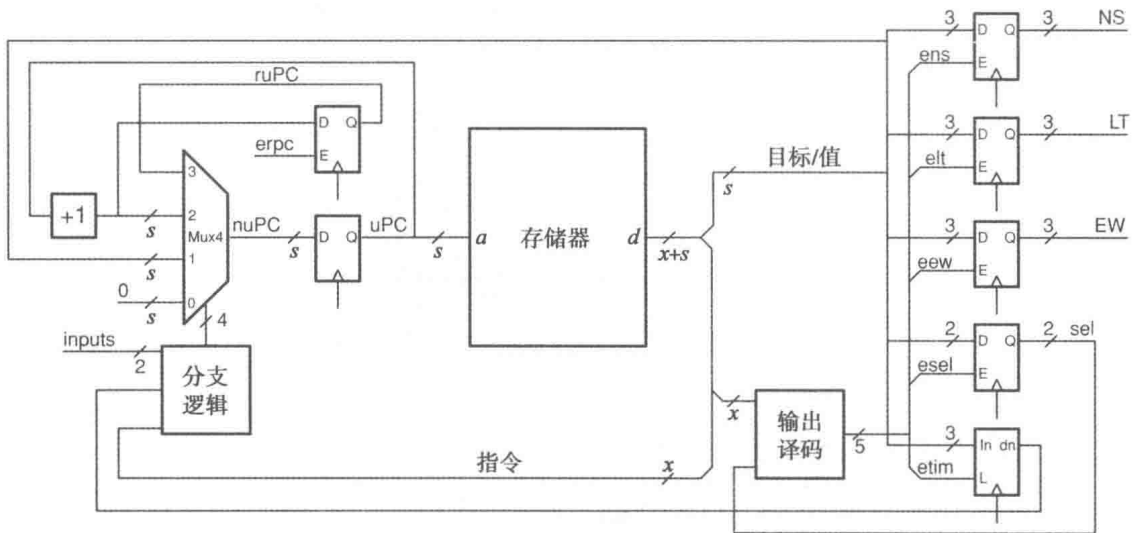 3 D Q 3 NS
ens E
ruPC
D Q
erpc E
3 D Q 3 LT
elt E
目标/值
s
3
+1
s
2
Mux4
nuPC
s
D Q
uPC
s
a 存储器 d
x+s
1
s
0
s
0
4
3 D Q 3 EW
eew E
inputs
2
分支
逻辑
2 D Q 2 sel
esel E
x
输出
译码
5
3 In dn
etim L
指令
x